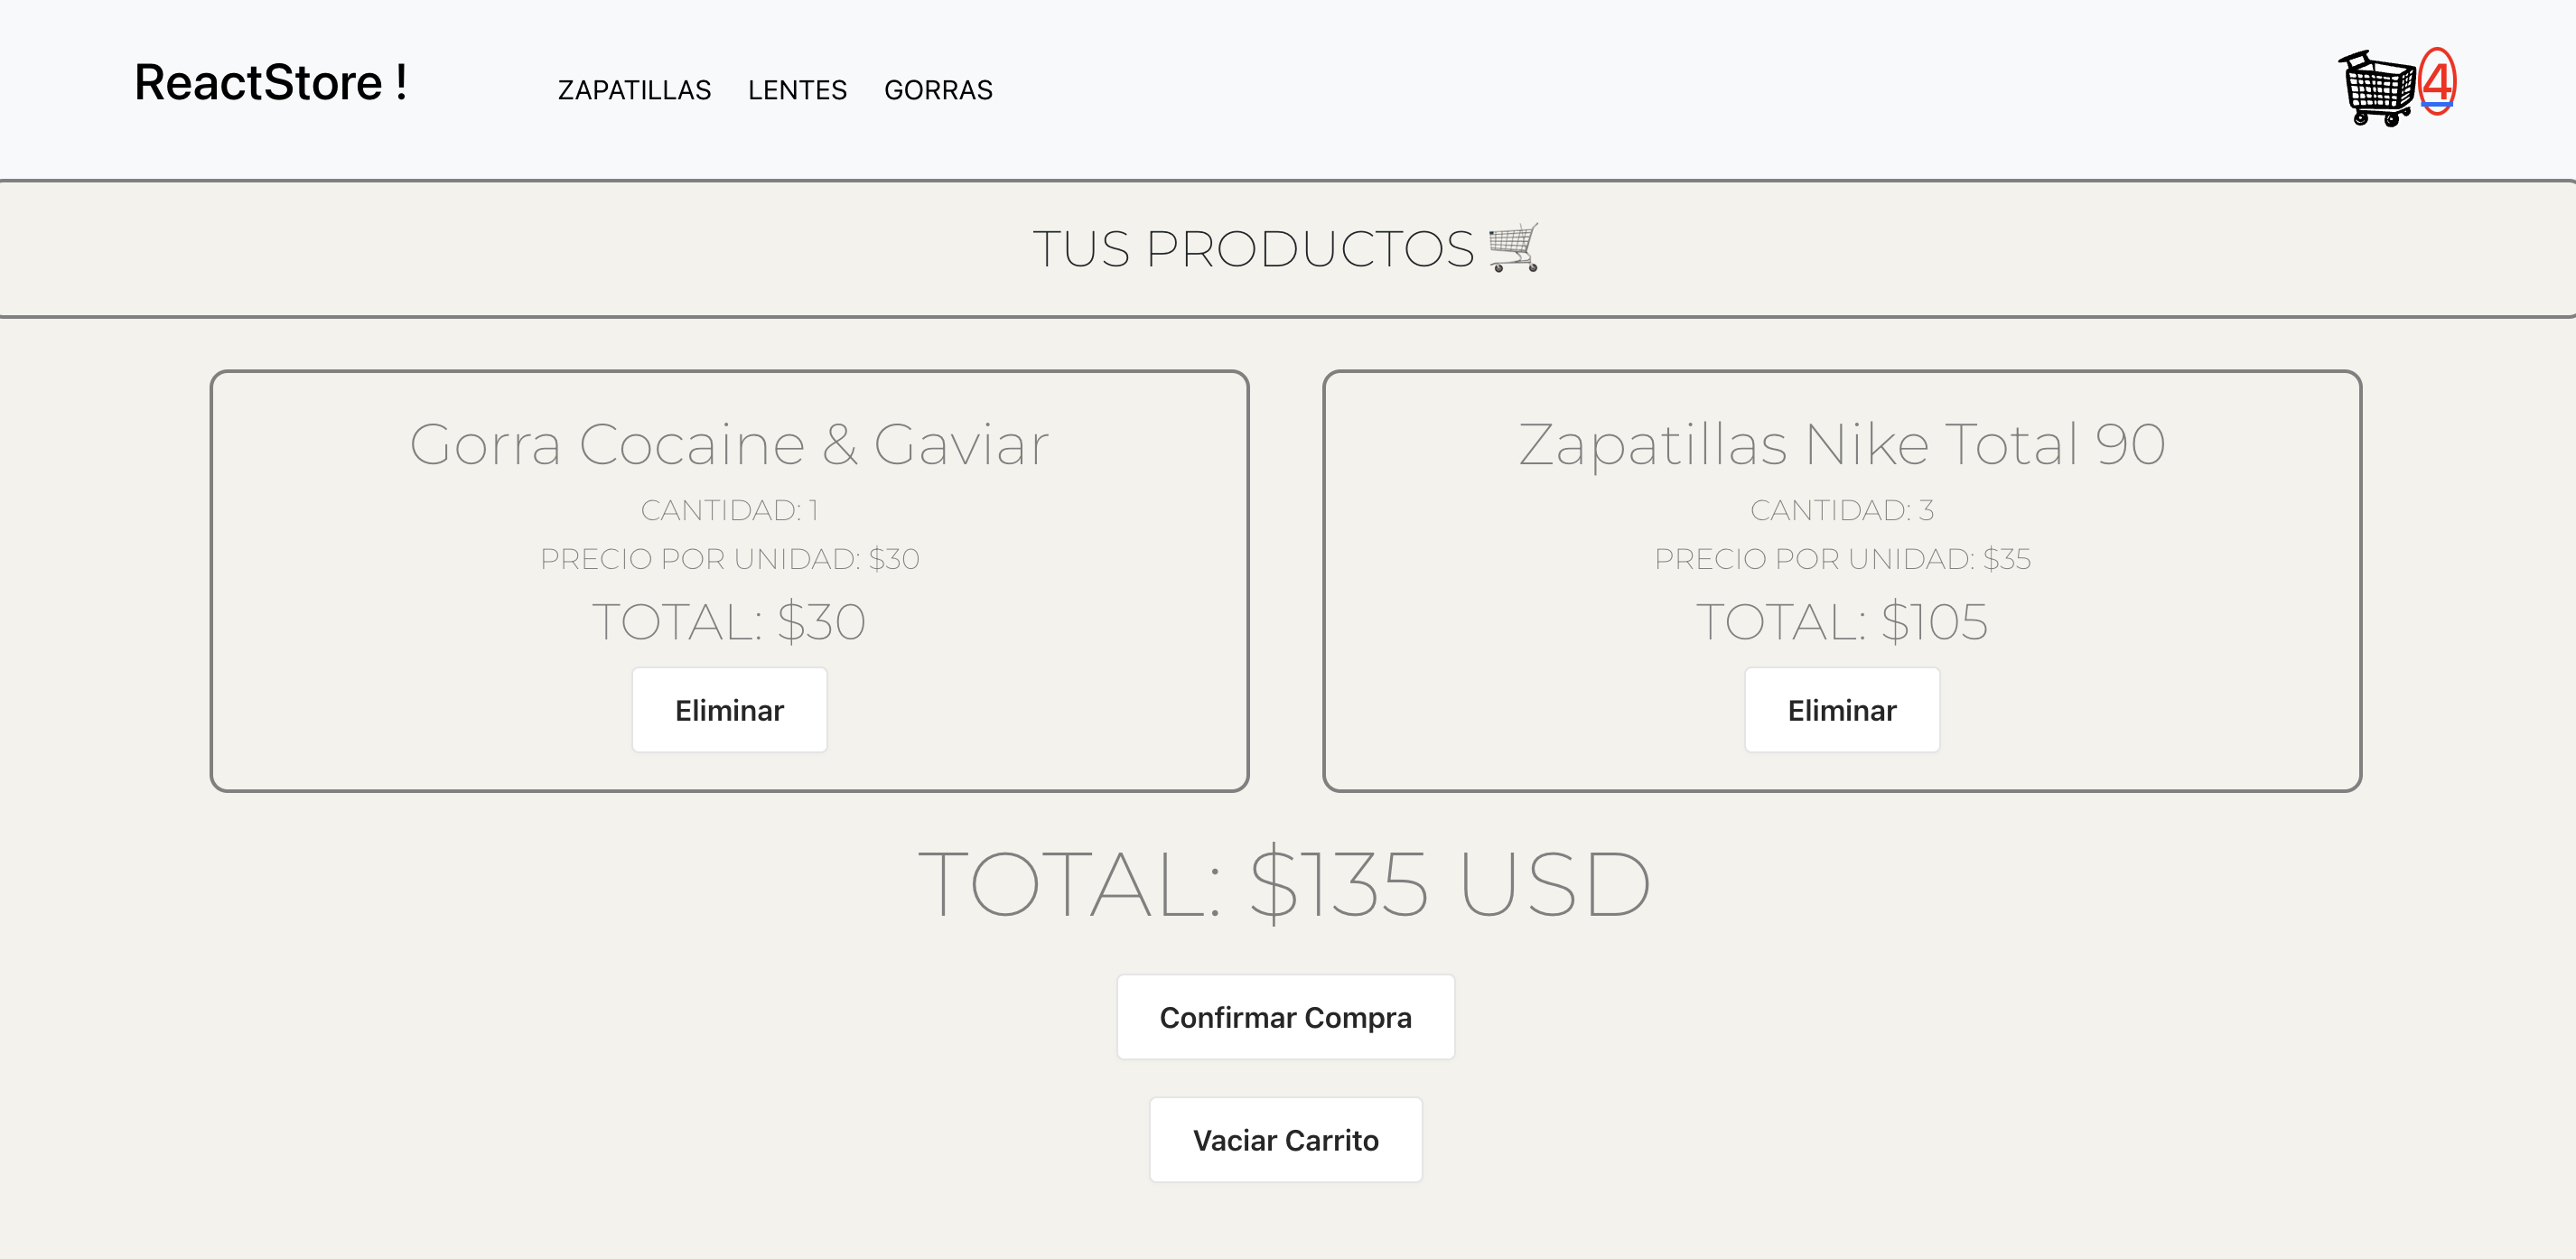 ReactStore !
ZAPATILLAS LENTES GORRAS
4
TUS PRODUCTOS
Gorra Cocaine & Gaviar
CANTIDAD: 1
PRECIO POR UNIDAD: $30
TOTAL: $30
Eliminar
Zapatillas Nike Total 90
CANTIDAD: 3
PRECIO POR UNIDAD: $35
TOTAL: $105
Eliminar
TOTAL: $135 USD
Confirmar Compra
Vaciar Carrito